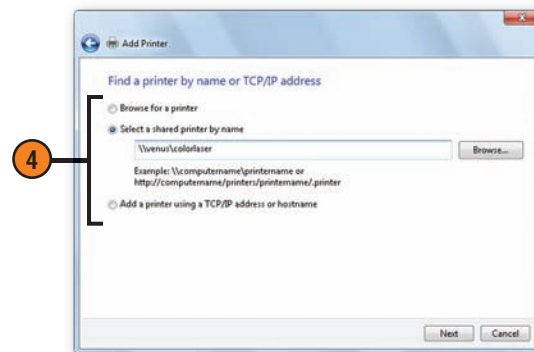 Add Printer
Find a printer by name or TCP/IP address
Browse for a printer
Select a shared printer by name
\\venus\colorlaser
Browse...
Example: \\computername\printername or
http://computername/printers/printername/.printer
Add a printer using a TCP/IP address or hostname
4
Next
Cancel